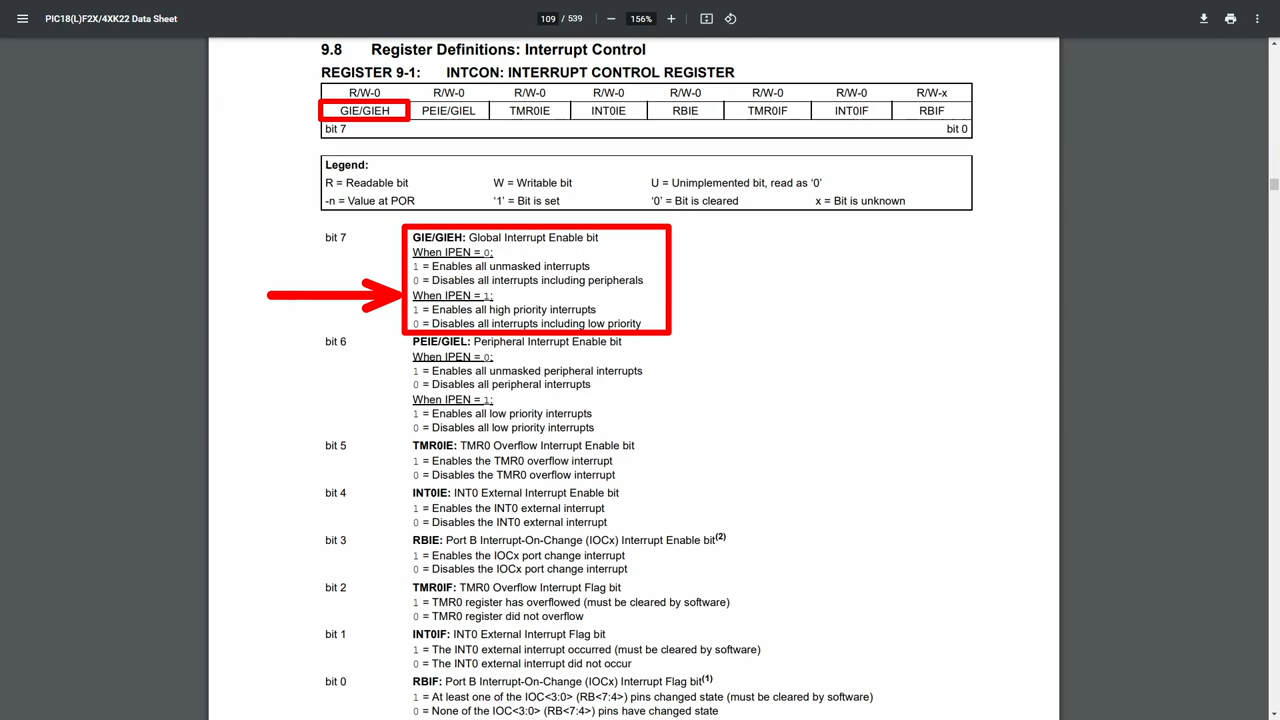 PIC18(L)F2X/4XK22 Data Sheet
109 / 539
156%
9.8 Register Definitions: Interrupt Control
REGISTER 9-1: INTCON: INTERRUPT CONTROL REGISTER
R/W-0 R/W-0 R/W-0 R/W-0 R/W-0 R/W-0 R/W-0 R/W-x
GIE/GIEH PEIE/GIEL TMR0IE INT0IE RBIE TMR0IF INT0IF RBIF
bit 7 bit 0
Legend:
R = Readable bit W = Writable bit U = Unimplemented bit, read as ‘0’
-n = Value at POR ‘1’ = Bit is set ‘0’ = Bit is cleared x = Bit is unknown
bit 7 GIE/GIEH: Global Interrupt Enable bit
When IPEN = 0:
1 = Enables all unmasked interrupts
0 = Disables all interrupts including peripherals
When IPEN = 1:
1 = Enables all high priority interrupts
0 = Disables all interrupts including low priority
bit 6 PEIE/GIEL: Peripheral Interrupt Enable bit
When IPEN = 0:
1 = Enables all unmasked peripheral interrupts
0 = Disables all peripheral interrupts
When IPEN = 1:
1 = Enables all low priority interrupts
0 = Disables all low priority interrupts
bit 5 TMR0IE: TMR0 Overflow Interrupt Enable bit
1 = Enables the TMR0 overflow interrupt
0 = Disables the TMR0 overflow interrupt
bit 4 INT0IE: INT0 External Interrupt Enable bit
1 = Enables the INT0 external interrupt
0 = Disables the INT0 external interrupt
bit 3 RBIE: Port B Interrupt-On-Change (IOCx) Interrupt Enable bit(2)
1 = Enables the IOCx port change interrupt
0 = Disables the IOCx port change interrupt
bit 2 TMR0IF: TMR0 Overflow Interrupt Flag bit
1 = TMR0 register has overflowed (must be cleared by software)
0 = TMR0 register did not overflow
bit 1 INT0IF: INT0 External Interrupt Flag bit
1 = The INT0 external interrupt occurred (must be cleared by software)
0 = The INT0 external interrupt did not occur
bit 0 RBIF: Port B Interrupt-On-Change (IOCx) Interrupt Flag bit(1)
1 = At least one of the IOC<3:0> (RB<7:4>) pins changed state (must be cleared by software)
0 = None of the IOC<3:0> (RB<7:4>) pins have changed state